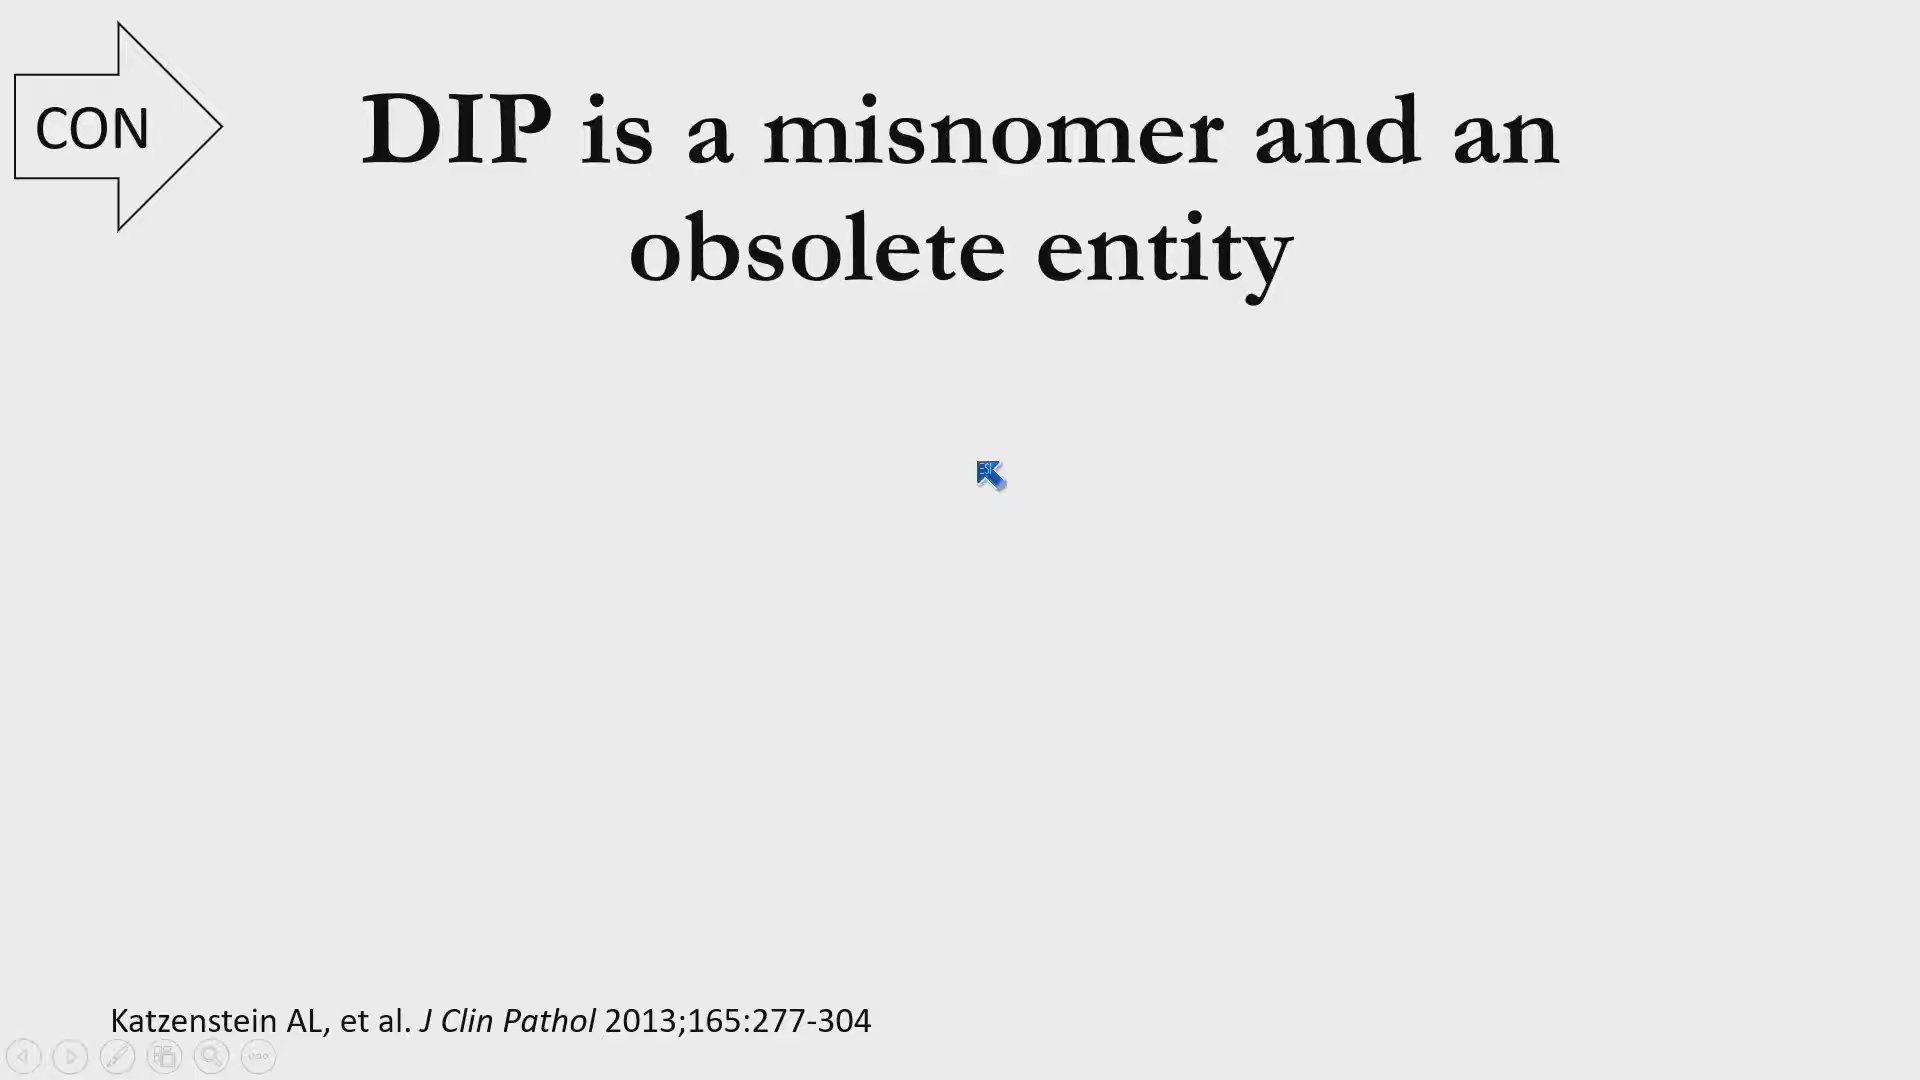 CON
DIP is a misnomer and an
obsolete entity
Katzenstein AL, et al. J Clin Pathol 2013;165:277-304